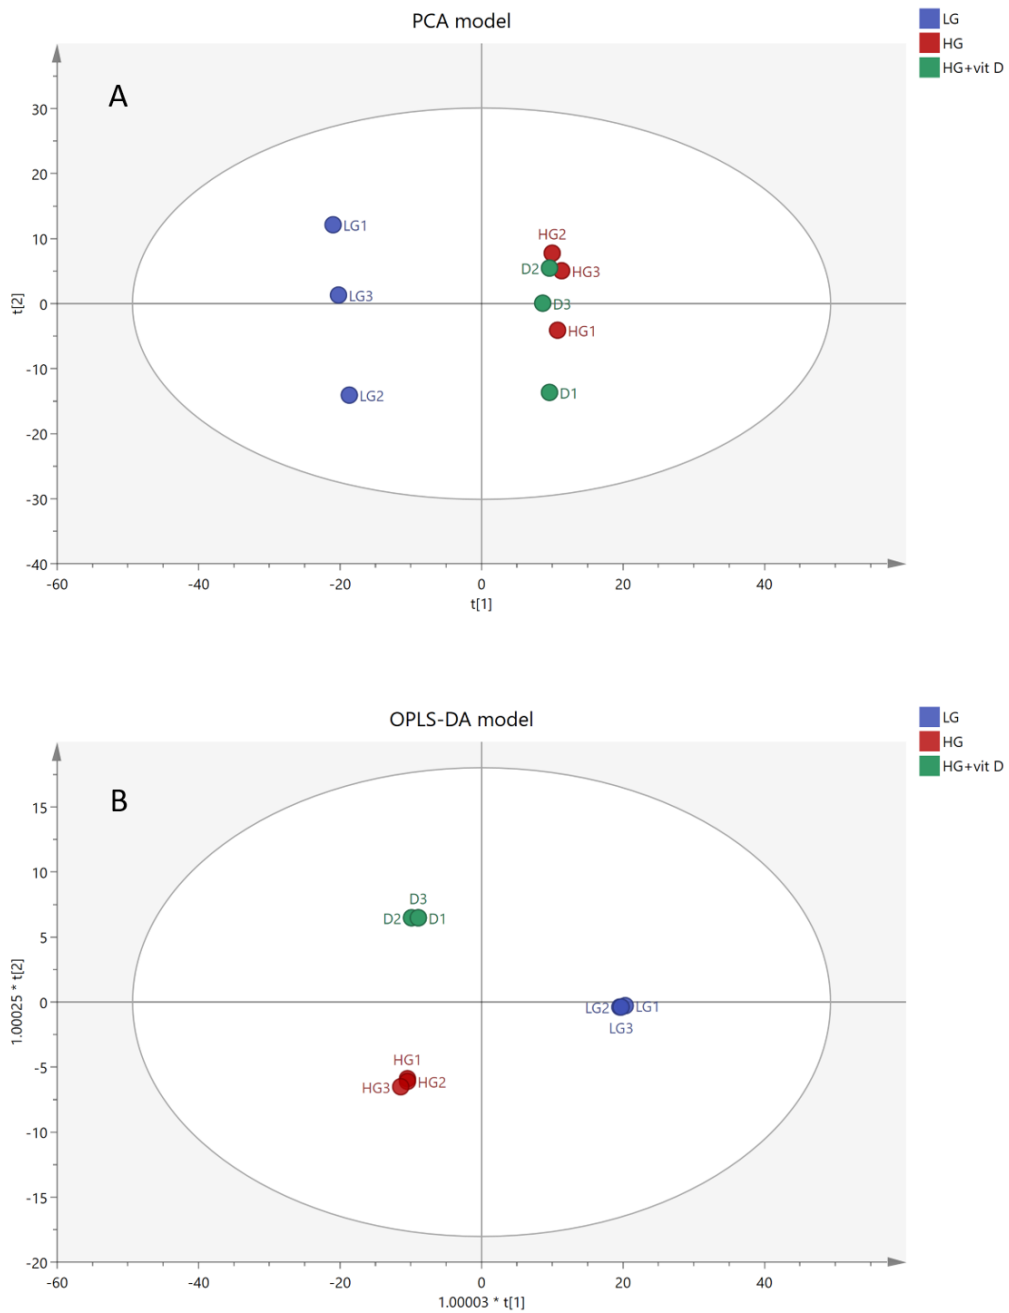 PCA model
LG
HG
HG+vit D
A
30
20
10
0
-10
-20
-30
-40
t[2]
LG1
LG3
LG2
HG2
D2
HG3
D3
HG1
D1
-60
-40
-20
0
20
40
t[1]
OPLS-DA model
LG
HG
HG+vit D
B
15
10
5
0
-5
-10
-15
-20
1.00025 * t[2]
D3
D2
D1
LG2
LG1
LG3
HG1
HG2
HG3
-60
-40
-20
0
20
40
1.00003 * t[1]